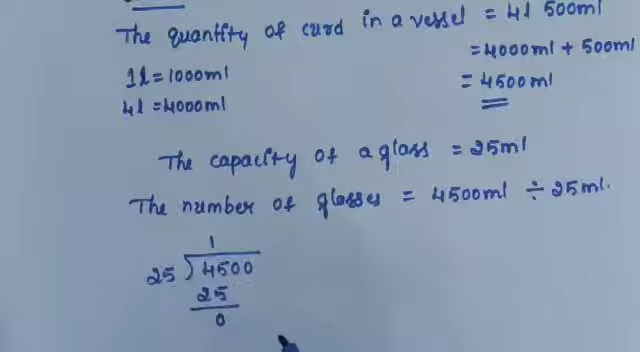 The quantity of curd in a vessel = 4l 500ml
= 4000ml + 500ml
1l = 1000ml
= 4500ml
4l = 4000ml
The capacity of a glass = 25ml
The number of glasses = 4500ml ÷ 25ml.
1
25 ) 4500
25
0